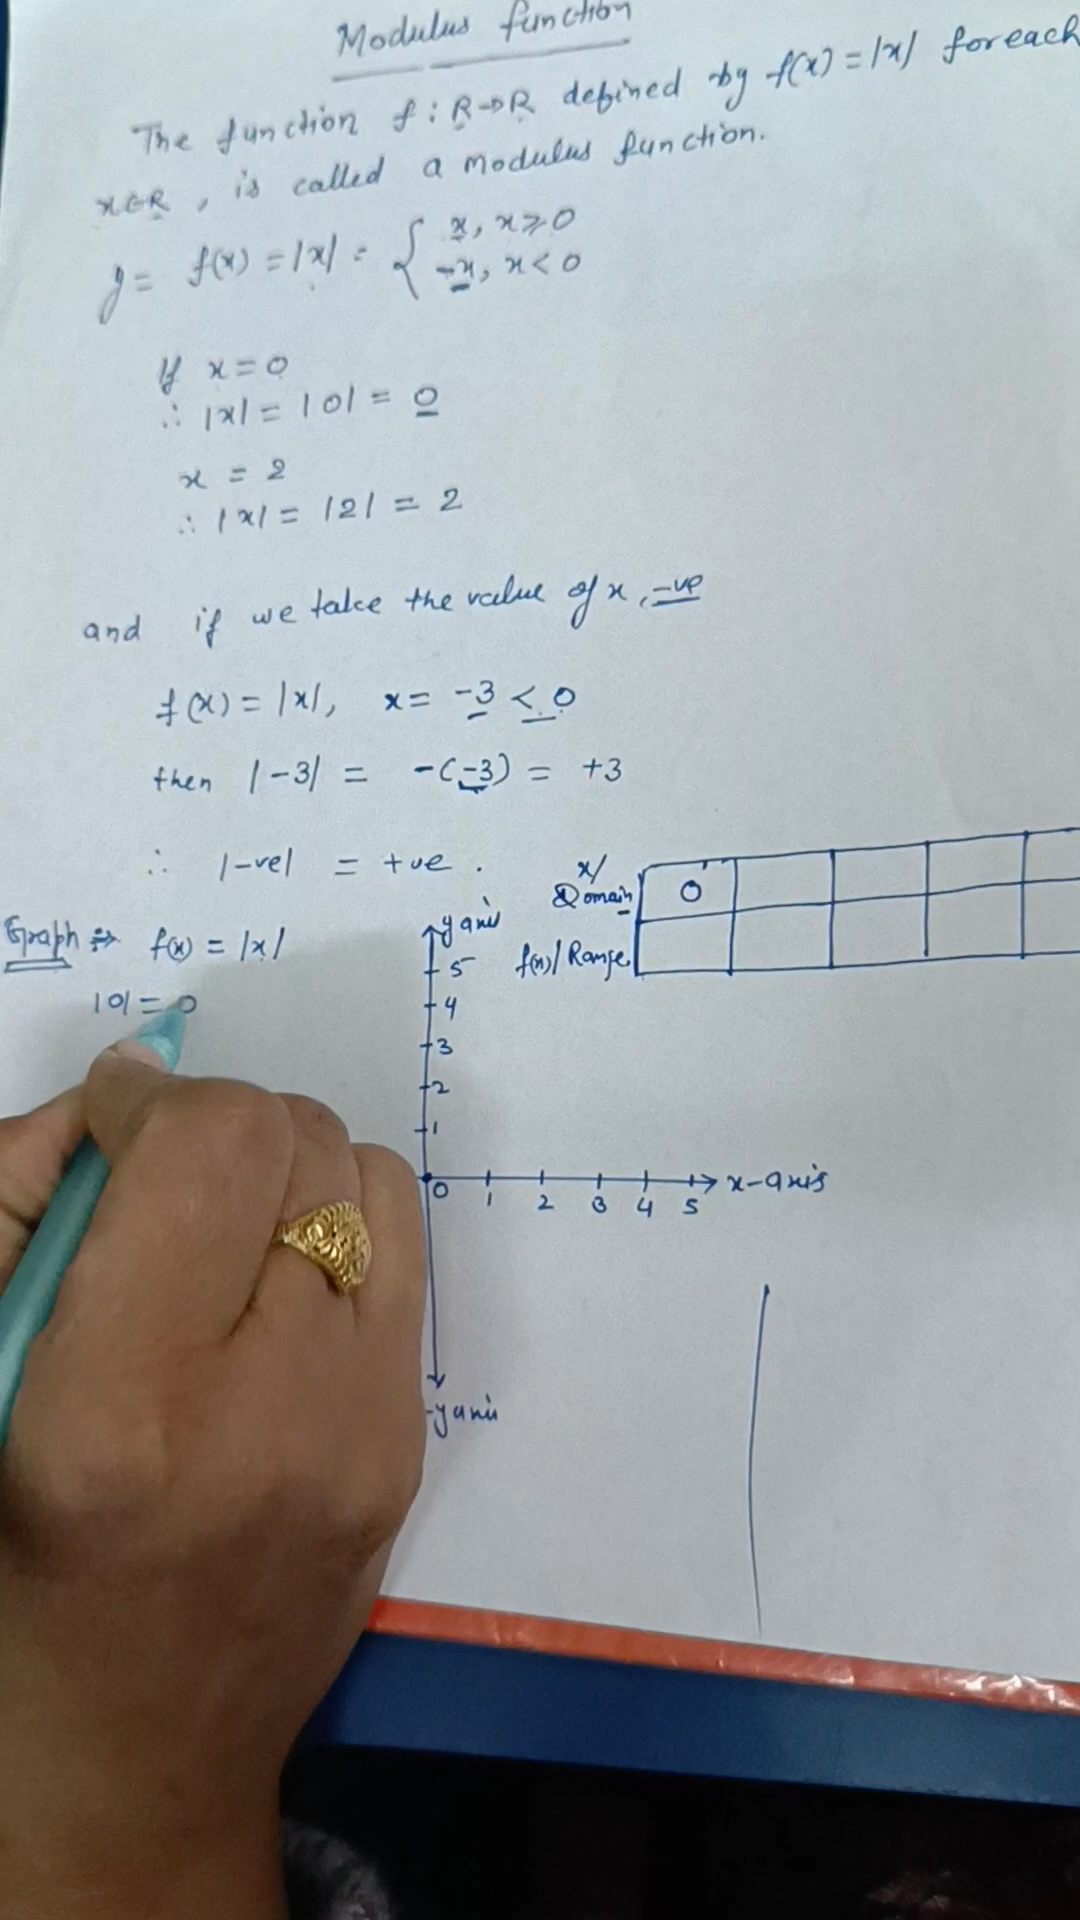 Modulus function
The function f : R→R defined by f(x) = |x| for each
x∈R, is called a modulus function.
y = f(x) = |x| = { x, x ≥ 0
-x, x < 0
If x = 0
∴ |x| = |0| = 0
x = 2
∴ |x| = |2| = 2
and if we take the value of x, -ve
f(x) = |x|, x = -3 < 0
then |-3| = -(-3) = +3
∴ |-ve| = +ve .
x/
Domain 0
f(x)/Range
Graph ⇒ f(x) = |x|
|0| = 0
y axis
5
4
3
2
1
0 1 2 3 4 5 x-axis
-y axis